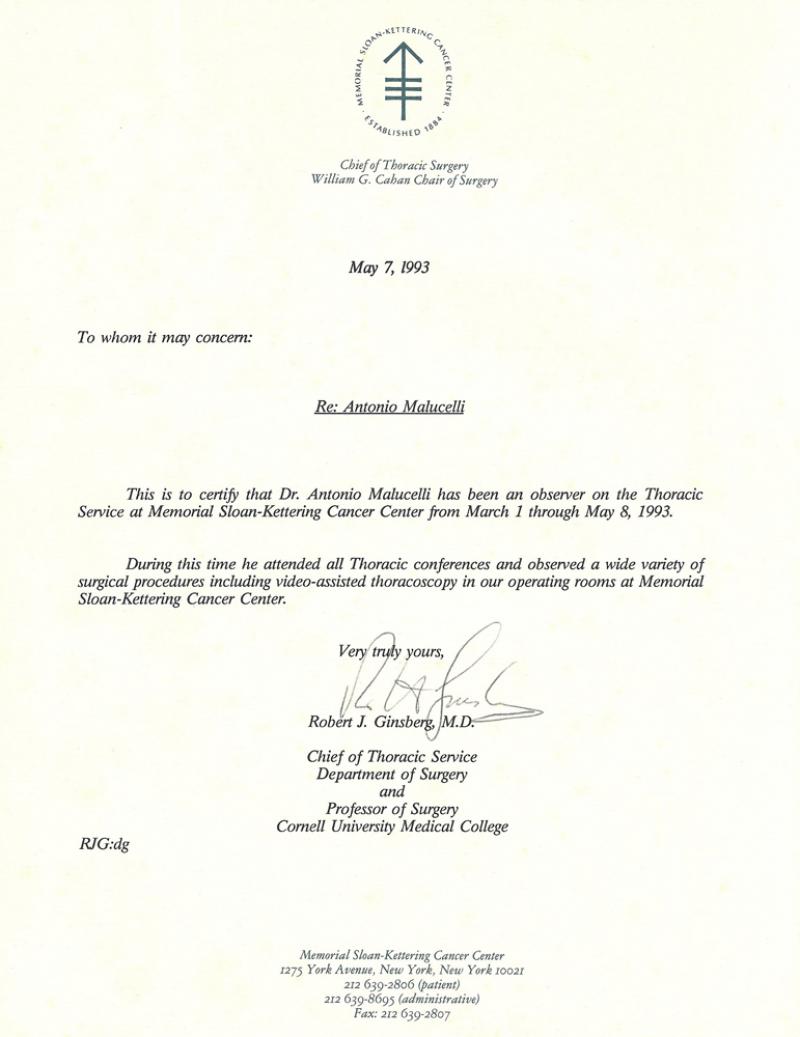 MEMORIAL SLOAN-KETTERING CANCER CENTER
· ESTABLISHED 1884 ·
Chief of Thoracic Surgery
William G. Cahan Chair of Surgery
May 7, 1993
To whom it may concern:
Re: Antonio Malucelli
This is to certify that Dr. Antonio Malucelli has been an observer on the Thoracic
Service at Memorial Sloan-Kettering Cancer Center from March 1 through May 8, 1993.
During this time he attended all Thoracic conferences and observed a wide variety of
surgical procedures including video-assisted thoracoscopy in our operating rooms at Memorial
Sloan-Kettering Cancer Center.
Very truly yours,
Robert J. Ginsberg, M.D.
Chief of Thoracic Service
Department of Surgery
and
Professor of Surgery
Cornell University Medical College
RJG:dg
Memorial Sloan-Kettering Cancer Center
1275 York Avenue, New York, New York 10021
212 639-2806 (patient)
212 639-8695 (administrative)
Fax: 212 639-2807